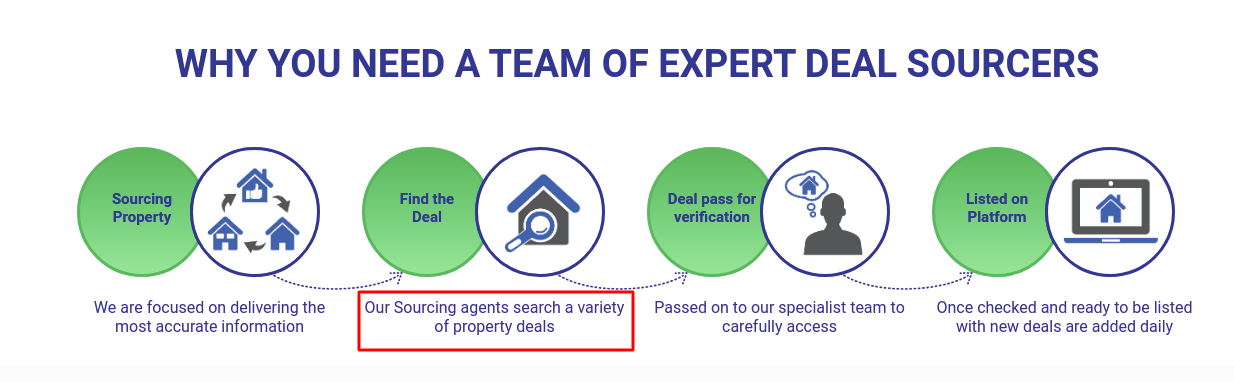 WHY YOU NEED A TEAM OF EXPERT DEAL SOURCERS
Sourcing
Property
Find the
Deal
Deal pass for
verification
Listed on
Platform
We are focused on delivering the
most accurate information
Our Sourcing agents search a variety
of property deals
Passed on to our specialist team to
carefully access
Once checked and ready to be listed
with new deals are added daily